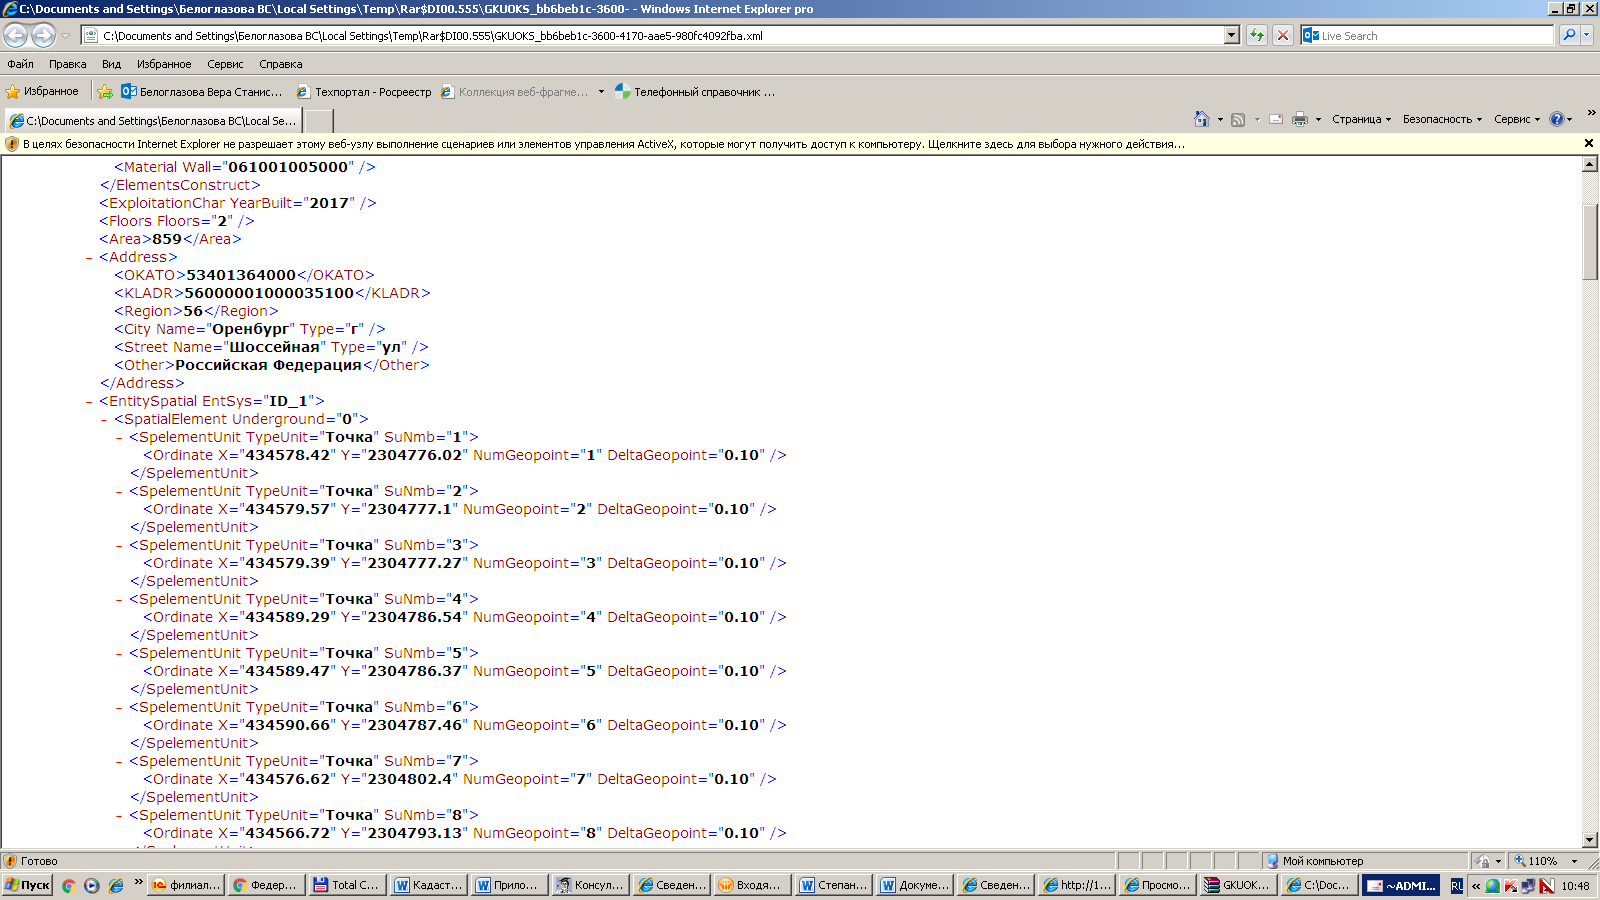 C:\Documents and Settings\Белоглазова ВС\Local Settings\Temp\Rar$DI00.555\GKUOKS_bb6beb1c-3600- - Windows Internet Explorer pro
C:\Documents and Settings\Белоглазова ВС\Local Settings\Temp\Rar$DI00.555\GKUOKS_bb6beb1c-3600-4170-aae5-980fc4092fba.xml
Live Search
Файл Правка Вид Избранное Сервис Справка
Избранное Белоглазова Вера Станис... Техпортал - Росреестр Коллекция веб-фрагме... Телефонный справочник ...
C:\Documents and Settings\Белоглазова ВС\Local Se...
Страница Безопасность Сервис »
В целях безопасности Internet Explorer не разрешает этому веб-узлу выполнение сценариев или элементов управления ActiveX, которые могут получить доступ к компьютеру. Щелкните здесь для выбора нужного действия...
<Material Wall="061001005000" />
</ElementsConstruct>
<ExploitationChar YearBuilt="2017" />
<Floors Floors="2" />
<Area>859</Area>
- <Address>
<OKATO>53401364000</OKATO>
<KLADR>56000001000035100</KLADR>
<Region>56</Region>
<City Name="Оренбург" Type="г" />
<Street Name="Шоссейная" Type="ул" />
<Other>Российская Федерация</Other>
</Address>
- <EntitySpatial EntSys="ID_1">
- <SpatialElement Underground="0">
- <SpelementUnit TypeUnit="Точка" SuNmb="1">
<Ordinate X="434578.42" Y="2304776.02" NumGeopoint="1" DeltaGeopoint="0.10" />
</SpelementUnit>
- <SpelementUnit TypeUnit="Точка" SuNmb="2">
<Ordinate X="434579.57" Y="2304777.1" NumGeopoint="2" DeltaGeopoint="0.10" />
</SpelementUnit>
- <SpelementUnit TypeUnit="Точка" SuNmb="3">
<Ordinate X="434579.39" Y="2304777.27" NumGeopoint="3" DeltaGeopoint="0.10" />
</SpelementUnit>
- <SpelementUnit TypeUnit="Точка" SuNmb="4">
<Ordinate X="434589.29" Y="2304786.54" NumGeopoint="4" DeltaGeopoint="0.10" />
</SpelementUnit>
- <SpelementUnit TypeUnit="Точка" SuNmb="5">
<Ordinate X="434589.47" Y="2304786.37" NumGeopoint="5" DeltaGeopoint="0.10" />
</SpelementUnit>
- <SpelementUnit TypeUnit="Точка" SuNmb="6">
<Ordinate X="434590.66" Y="2304787.46" NumGeopoint="6" DeltaGeopoint="0.10" />
</SpelementUnit>
- <SpelementUnit TypeUnit="Точка" SuNmb="7">
<Ordinate X="434576.62" Y="2304802.4" NumGeopoint="7" DeltaGeopoint="0.10" />
</SpelementUnit>
- <SpelementUnit TypeUnit="Точка" SuNmb="8">
<Ordinate X="434566.72" Y="2304793.13" NumGeopoint="8" DeltaGeopoint="0.10" />
Готово Мой компьютер 110%
Пуск » филиал... Федер... Total C... Кадаст... Прило... Консул... Сведен... Входя... Степан... Докуме... Сведен... http://1... Просмо... GKUOK... C:\Doc... ~ADMI... RU « 10:48